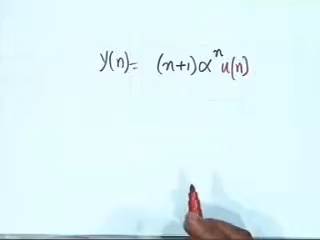 y(n) = (n+1)α^n u(n)